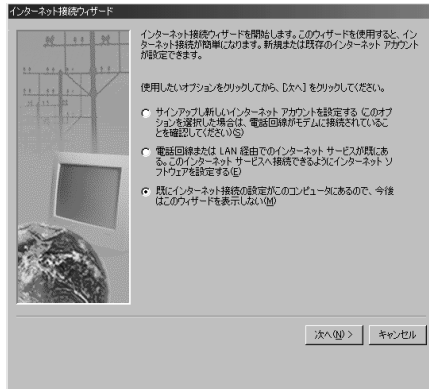 インターネット接続ウィザード
インターネット接続ウィザードを開始します。このウィザードを使用すると、イン
ターネット接続が簡単になります。新規または既存のインターネット アカウント
が設定できます。
使用したいオプションをクリックしてから、[次へ] をクリックしてください。
サインアップし新しいインターネット アカウントを設定する (このオプ
ションを選択した場合は、電話回線がモデムに接続されているこ
とを確認してください)(S)
電話回線または LAN 経由でのインターネット サービスが既にあ
る。このインターネット サービスへ接続できるようにインターネット ソ
フトウェアを設定する(E)
既にインターネット接続の設定がこのコンピュータにあるので、今後
はこのウィザードを表示しない(M)
次へ(N) >
キャンセル